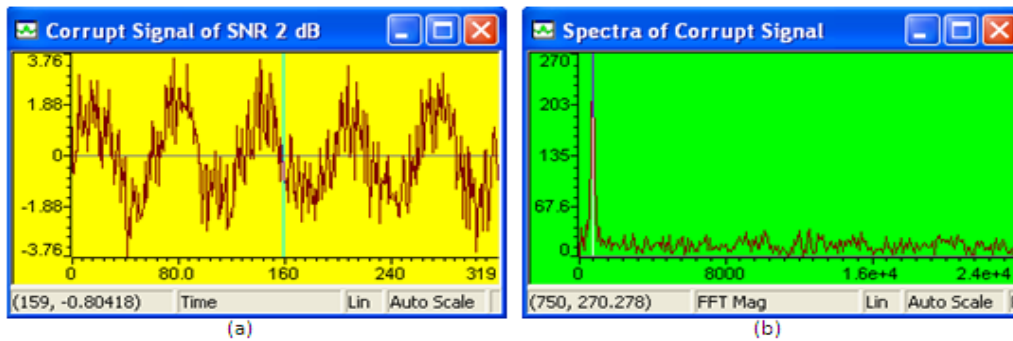 Corrupt Signal of SNR 2 dB
3.76
1.88
0
-1.88
-3.76
0 80.0 160 240 319
(159, -0.80418) Time Lin Auto Scale
(a)
Spectra of Corrupt Signal
270
203
135
67.6
0
0 8000 1.6e+4 2.4e+4
(750, 270.278) FFT Mag Lin Auto Scale
(b)